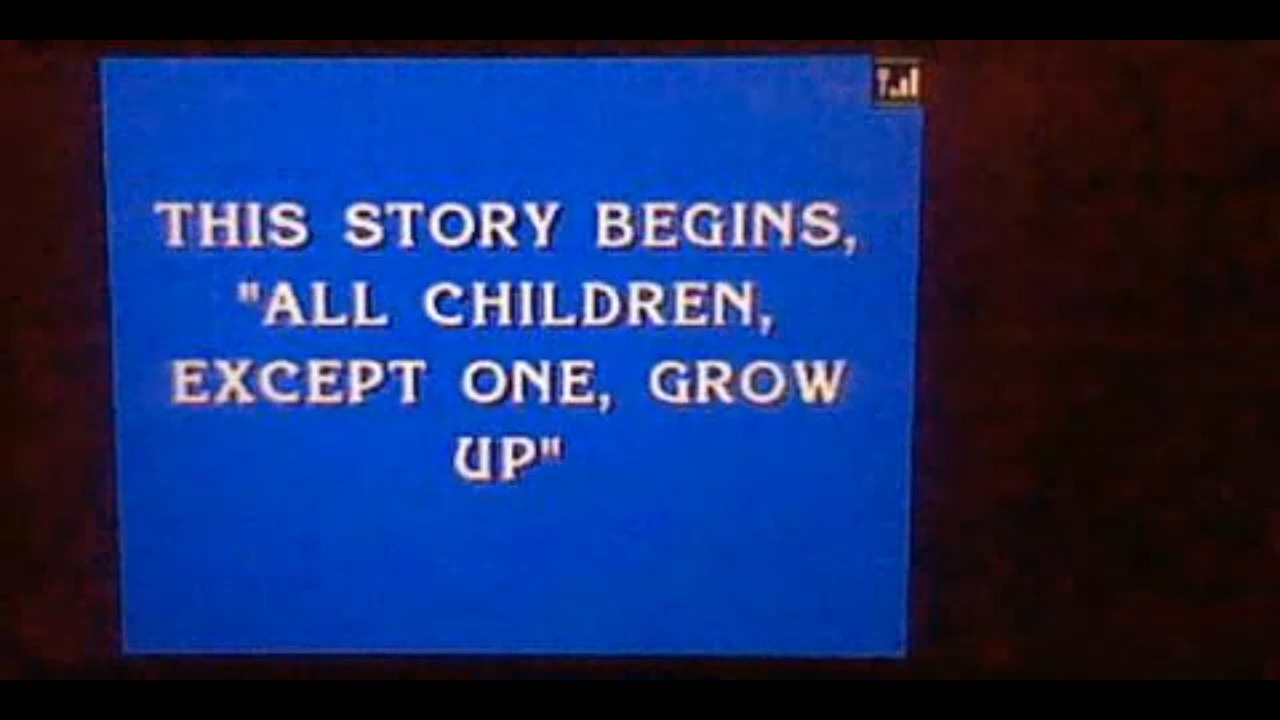 THIS STORY BEGINS,
"ALL CHILDREN,
EXCEPT ONE, GROW
UP"